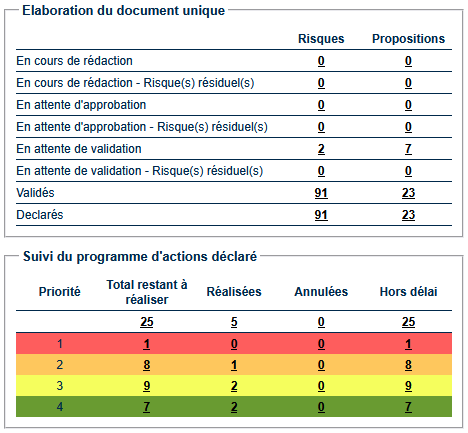 Elaboration du document unique
Risques Propositions
En cours de rédaction 0 0
En cours de rédaction - Risque(s) résiduel(s) 0 0
En attente d'approbation 0 0
En attente d'approbation - Risque(s) résiduel(s) 0 0
En attente de validation 2 7
En attente de validation - Risque(s) résiduel(s) 0 0
Validés 91 23
Declarés 91 23
Suivi du programme d'actions déclaré
Priorité Total restant à réaliser Réalisées Annulées Hors délai
25 5 0 25
1 1 0 0 1
2 8 1 0 8
3 9 2 0 9
4 7 2 0 7